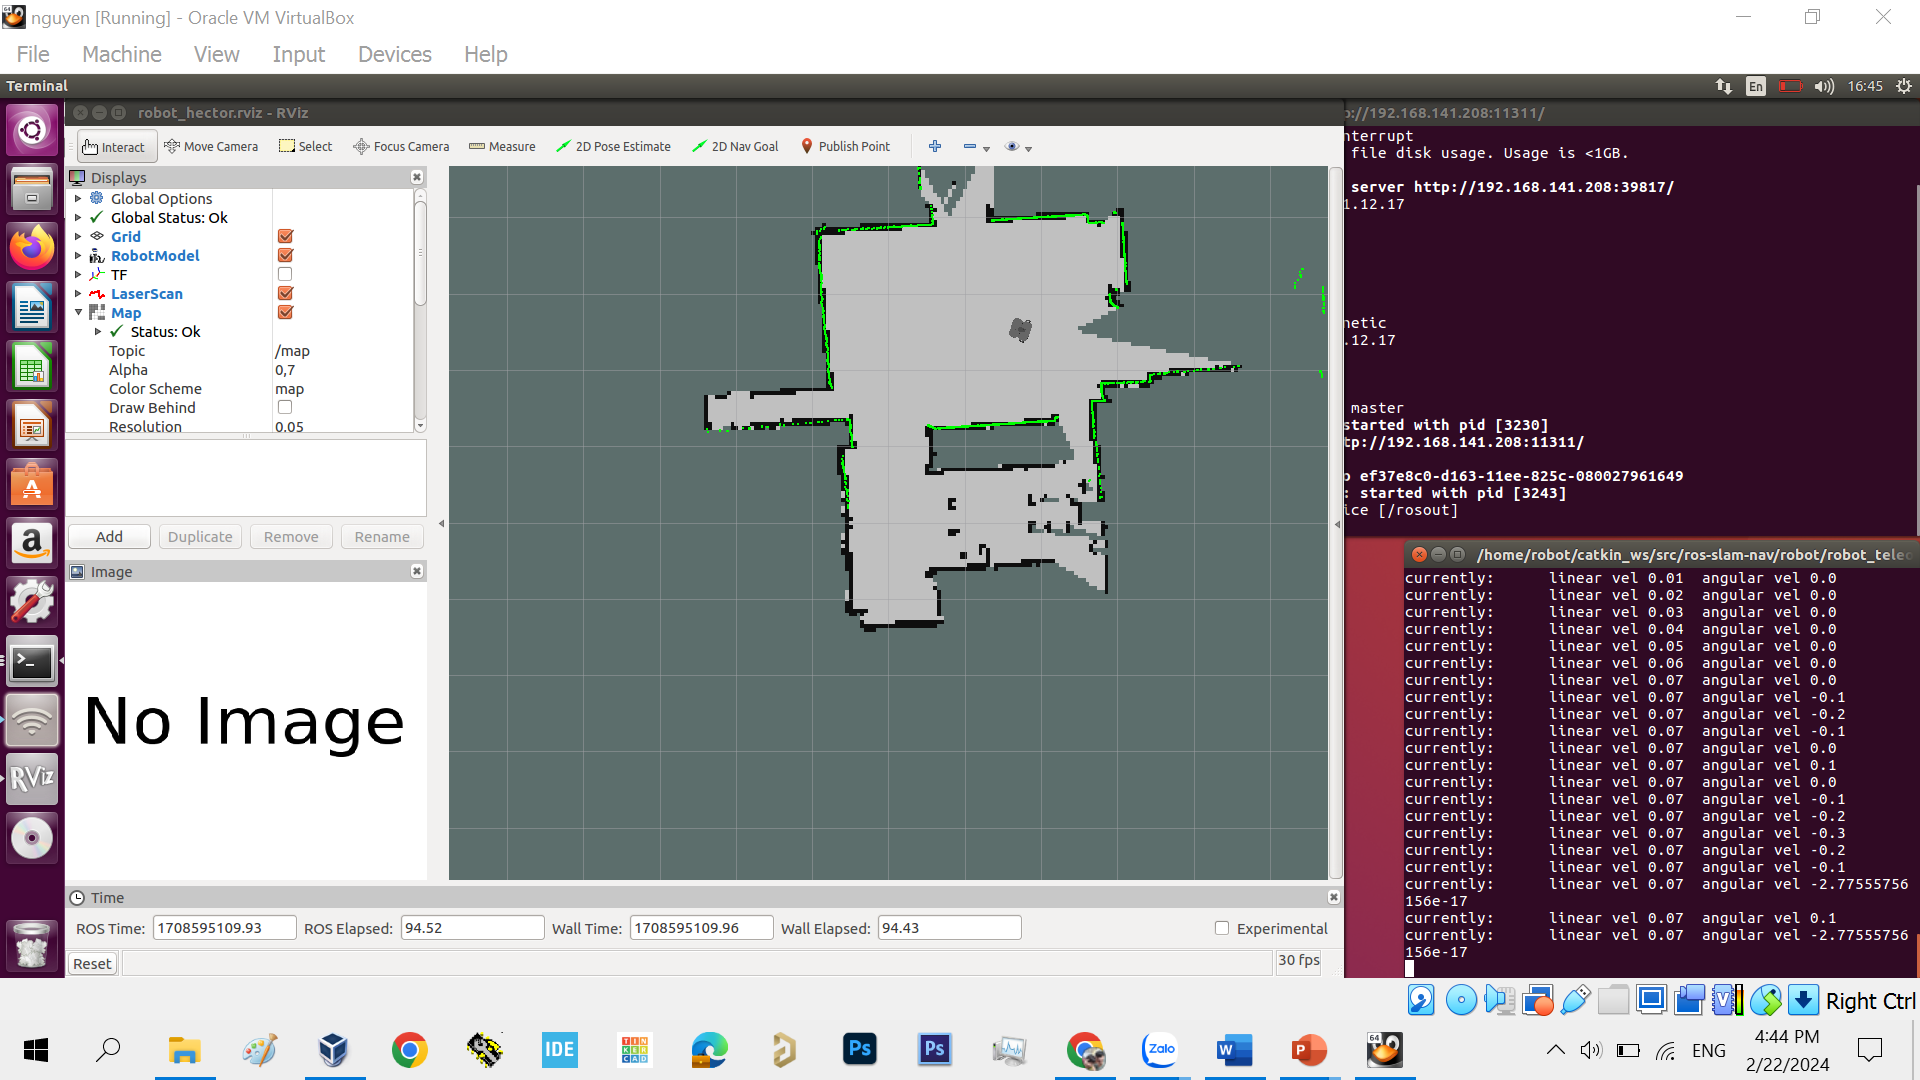 nguyen [Running] - Oracle VM VirtualBox
File Machine View Input Devices Help
Terminal
En
16:45
robot_hector.rviz - RViz
Interact Move Camera Select Focus Camera Measure 2D Pose Estimate 2D Nav Goal Publish Point
Displays
Global Options
Global Status: Ok
Grid
RobotModel
TF
LaserScan
Map
Status: Ok
Topic /map
Alpha 0,7
Color Scheme map
Draw Behind
Resolution 0.05
Add Duplicate Remove Rename
Image
No Image
Time
ROS Time: 1708595109.93 ROS Elapsed: 94.52 Wall Time: 1708595109.96 Wall Elapsed: 94.43 Experimental
Reset
30 fps
://192.168.141.208:11311/
nterrupt
file disk usage. Usage is <1GB.
server http://192.168.141.208:39817/
1.12.17
netic
.12.17
master
started with pid [3230]
tp://192.168.141.208:11311/
ef37e8c0-d163-11ee-825c-080027961649
: started with pid [3243]
ice [/rosout]
/home/robot/catkin_ws/src/ros-slam-nav/robot/robot_teleo
currently: linear vel 0.01 angular vel 0.0
currently: linear vel 0.02 angular vel 0.0
currently: linear vel 0.03 angular vel 0.0
currently: linear vel 0.04 angular vel 0.0
currently: linear vel 0.05 angular vel 0.0
currently: linear vel 0.06 angular vel 0.0
currently: linear vel 0.07 angular vel 0.0
currently: linear vel 0.07 angular vel -0.1
currently: linear vel 0.07 angular vel -0.2
currently: linear vel 0.07 angular vel -0.1
currently: linear vel 0.07 angular vel 0.0
currently: linear vel 0.07 angular vel 0.1
currently: linear vel 0.07 angular vel 0.0
currently: linear vel 0.07 angular vel -0.1
currently: linear vel 0.07 angular vel -0.2
currently: linear vel 0.07 angular vel -0.3
currently: linear vel 0.07 angular vel -0.2
currently: linear vel 0.07 angular vel -0.1
currently: linear vel 0.07 angular vel -2.77555756
156e-17
currently: linear vel 0.07 angular vel 0.1
currently: linear vel 0.07 angular vel -2.77555756
156e-17
RViz
Right Ctrl
IDE
TINKERCAD
Ps
Ps
Zalo
W
P
64
ENG
4:44 PM
2/22/2024